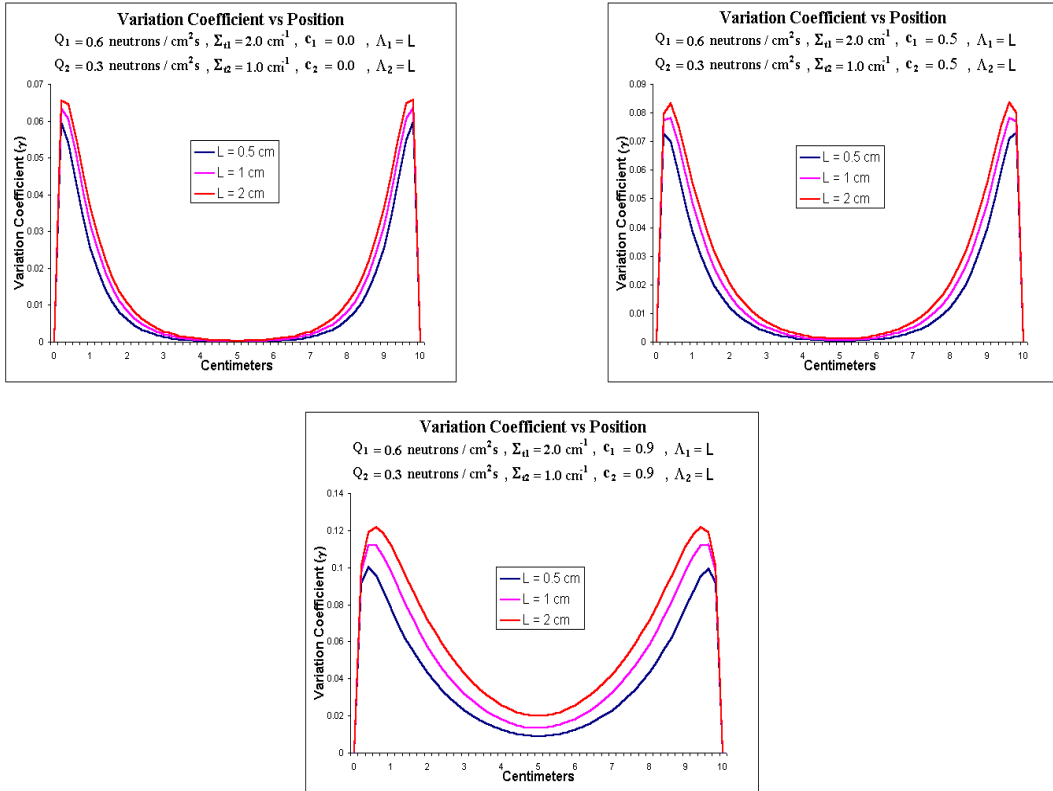 Variation Coefficient vs Position
Q₁ = 0.6 neutrons / cm²s , Σt1 = 2.0 cm⁻¹ , c₁ = 0.0 , Λ₁ = L
Q₂ = 0.3 neutrons / cm²s , Σt2 = 1.0 cm⁻¹ , c₂ = 0.0 , Λ₂ = L
0.07
0.06
0.05
0.04
0.03
0.02
0.01
0
Variation Coefficient (γ)
L = 0.5 cm
L = 1 cm
L = 2 cm
0 1 2 3 4 5 6 7 8 9 10
Centimeters
Variation Coefficient vs Position
Q₁ = 0.6 neutrons / cm²s , Σt1 = 2.0 cm⁻¹ , c₁ = 0.5 , Λ₁ = L
Q₂ = 0.3 neutrons / cm²s , Σt2 = 1.0 cm⁻¹ , c₂ = 0.5 , Λ₂ = L
0.09
0.08
0.07
0.06
0.05
0.04
0.03
0.02
0.01
0
Variation Coefficient (γ)
L = 0.5 cm
L = 1 cm
L = 2 cm
0 1 2 3 4 5 6 7 8 9 10
Centimeters
Variation Coefficient vs Position
Q₁ = 0.6 neutrons / cm²s , Σt1 = 2.0 cm⁻¹ , c₁ = 0.9 , Λ₁ = L
Q₂ = 0.3 neutrons / cm²s , Σt2 = 1.0 cm⁻¹ , c₂ = 0.9 , Λ₂ = L
0.14
0.12
0.1
0.08
0.06
0.04
0.02
0
Variation Coefficient (γ)
L = 0.5 cm
L = 1 cm
L = 2 cm
0 1 2 3 4 5 6 7 8 9 10
Centimeters